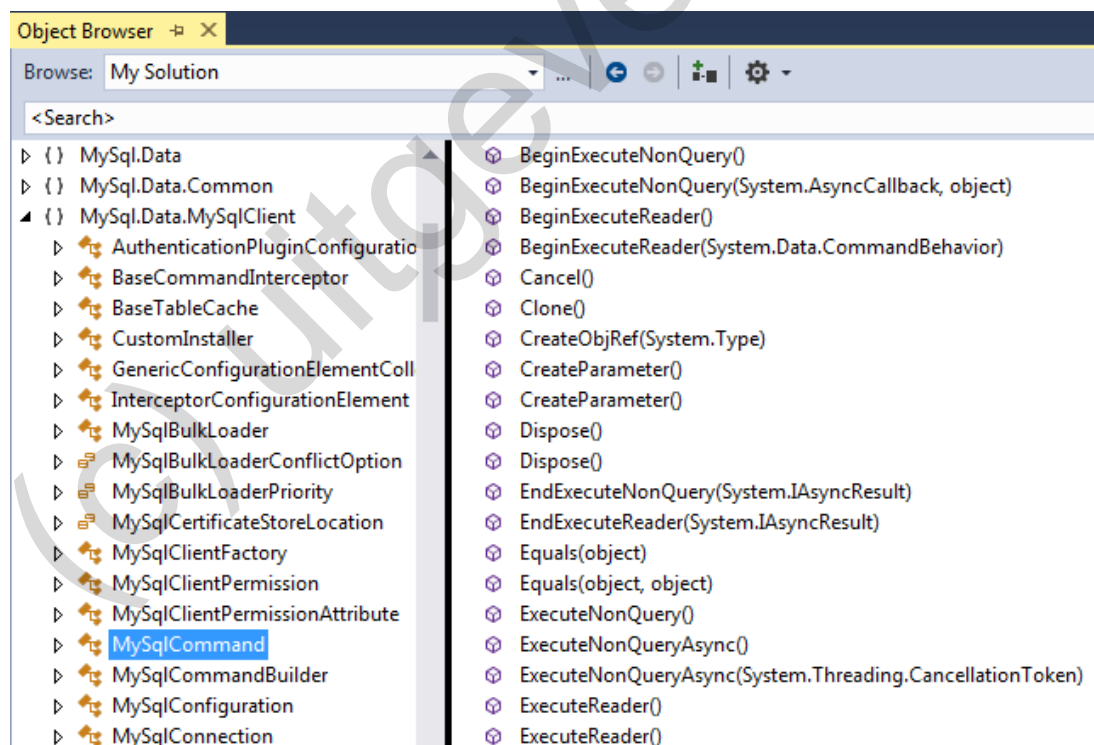 Object Browser
Browse: My Solution ...
<Search>
MySql.Data
MySql.Data.Common
MySql.Data.MySqlClient
AuthenticationPluginConfiguratio
BaseCommandInterceptor
BaseTableCache
CustomInstaller
GenericConfigurationElementColl
InterceptorConfigurationElement
MySqlBulkLoader
MySqlBulkLoaderConflictOption
MySqlBulkLoaderPriority
MySqlCertificateStoreLocation
MySqlClientFactory
MySqlClientPermission
MySqlClientPermissionAttribute
MySqlCommand
MySqlCommandBuilder
MySqlConfiguration
MySqlConnection
BeginExecuteNonQuery()
BeginExecuteNonQuery(System.AsyncCallback, object)
BeginExecuteReader()
BeginExecuteReader(System.Data.CommandBehavior)
Cancel()
Clone()
CreateObjRef(System.Type)
CreateParameter()
CreateParameter()
Dispose()
Dispose()
EndExecuteNonQuery(System.IAsyncResult)
EndExecuteReader(System.IAsyncResult)
Equals(object)
Equals(object, object)
ExecuteNonQuery()
ExecuteNonQueryAsync()
ExecuteNonQueryAsync(System.Threading.CancellationToken)
ExecuteReader()
ExecuteReader()
(c) uitgeve